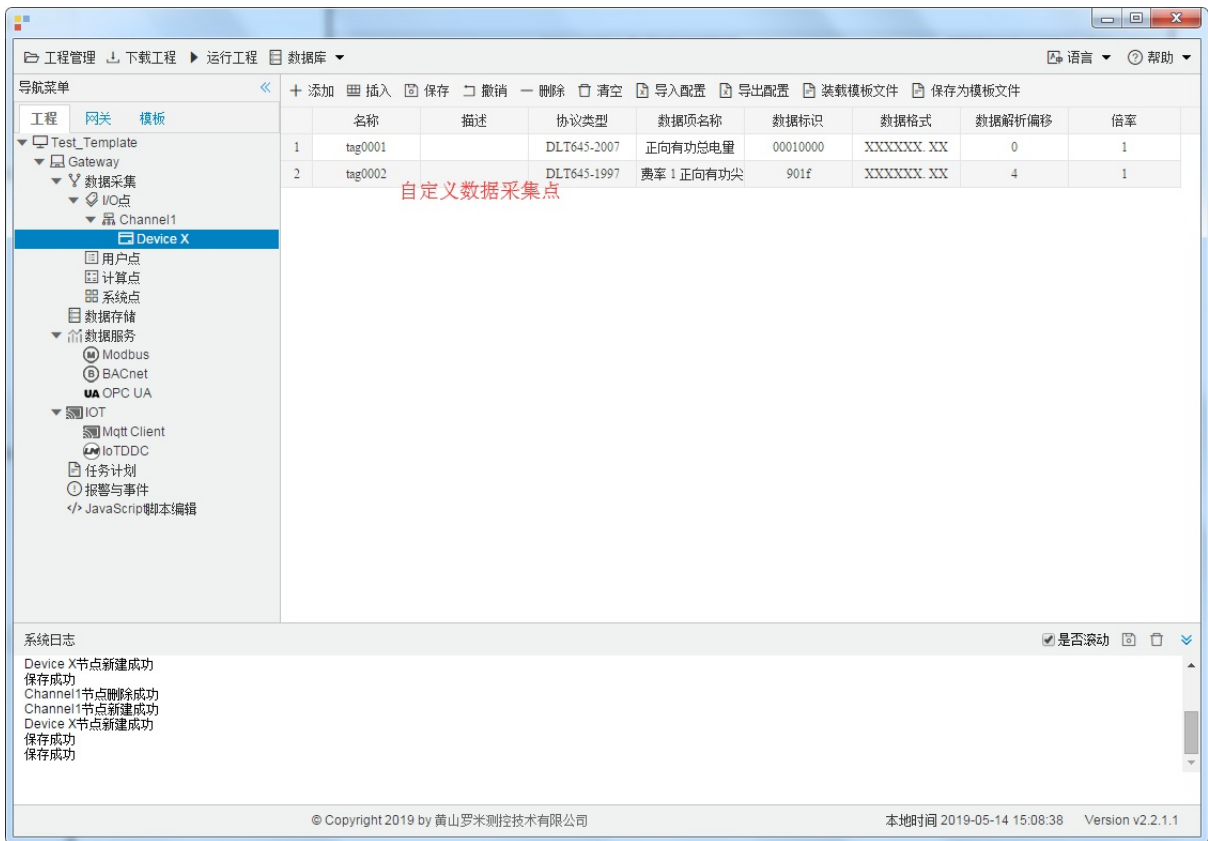 工程管理 下载工程 运行工程 数据库 语言 帮助
导航菜单
工程 网关 模板
Test_Template
Gateway
数据采集
I/O点
Channel1
Device X
用户点
计算点
系统点
数据存储
数据服务
Modbus
BACnet
UA OPC UA
IOT
Mqtt Client
IoTDDC
任务计划
报警与事件
JavaScript脚本编辑
添加 插入 保存 撤销 删除 清空 导入配置 导出配置 装载模板文件 保存为模板文件
名称 描述 协议类型 数据项名称 数据标识 数据格式 数据解析偏移 倍率
1 tag0001 DLT645-2007 正向有功总电量 00010000 XXXXXX.XX 0 1
2 tag0002 DLT645-1997 费率 1 正向有功尖 901f XXXXXX.XX 4 1
自定义数据采集点
系统日志 是否滚动
Device X节点新建成功
保存成功
Channel1节点删除成功
Channel1节点新建成功
Device X节点新建成功
保存成功
保存成功
© Copyright 2019 by 黄山罗米测控技术有限公司 本地时间 2019-05-14 15:08:38 Version v2.2.1.1